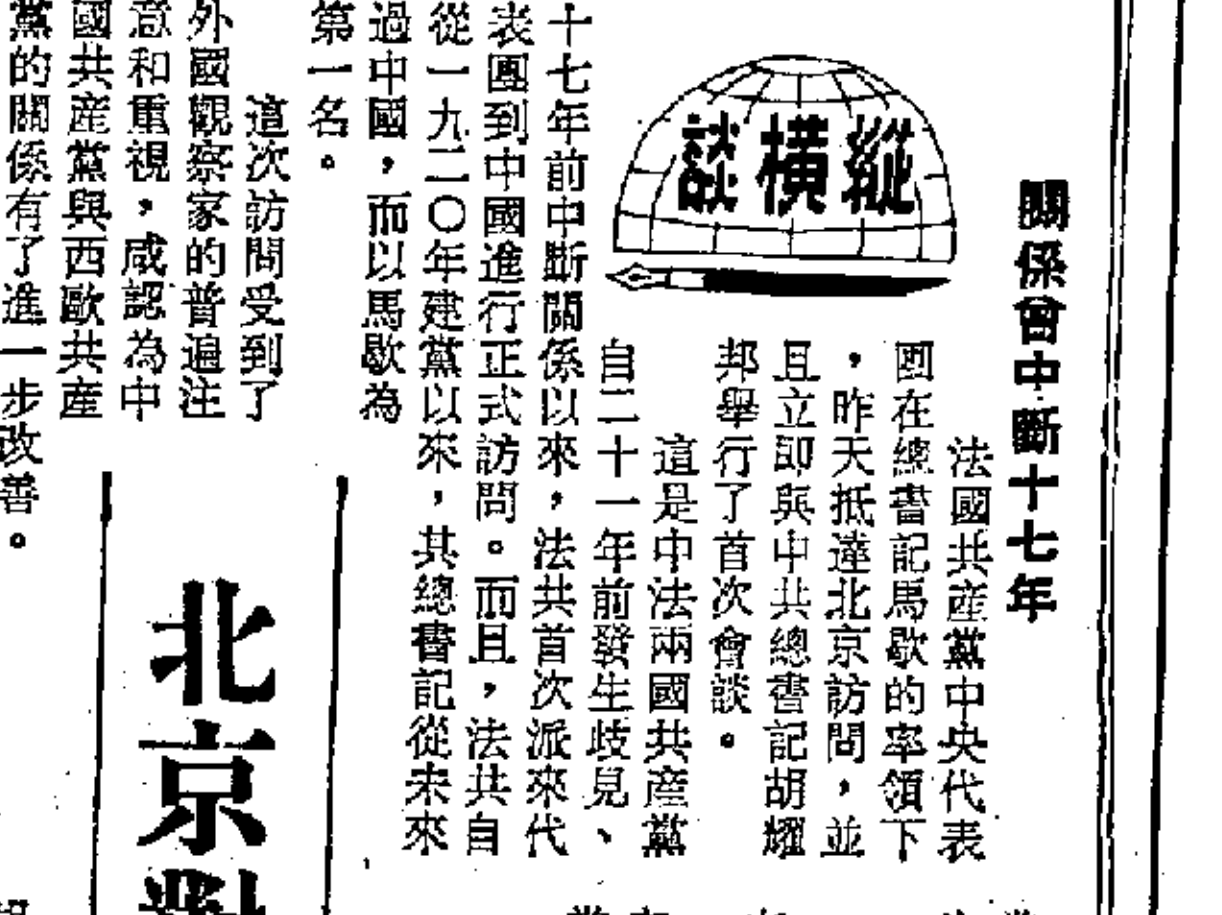 關係曾中斷十七年
縱橫談
法國共產黨中央代表
團在總書記馬歇的率領下
，昨天抵達北京訪問，並
且立即與中共總書記胡耀
邦舉行了首次會談。
這是中法兩國共產黨
自二十一年前發生歧見、
十七年前中斷關係以來，法共首次派來代
表團到中國進行正式訪問。而且，法共自
從一九二〇年建黨以來，其總書記從未來
過中國，而以馬歇為
第一名。
這次訪問受到了
外國觀察家的普遍注
意和重視，咸認為中
國共產黨與西歐共產
黨的關係有了進一步改善。
北京對